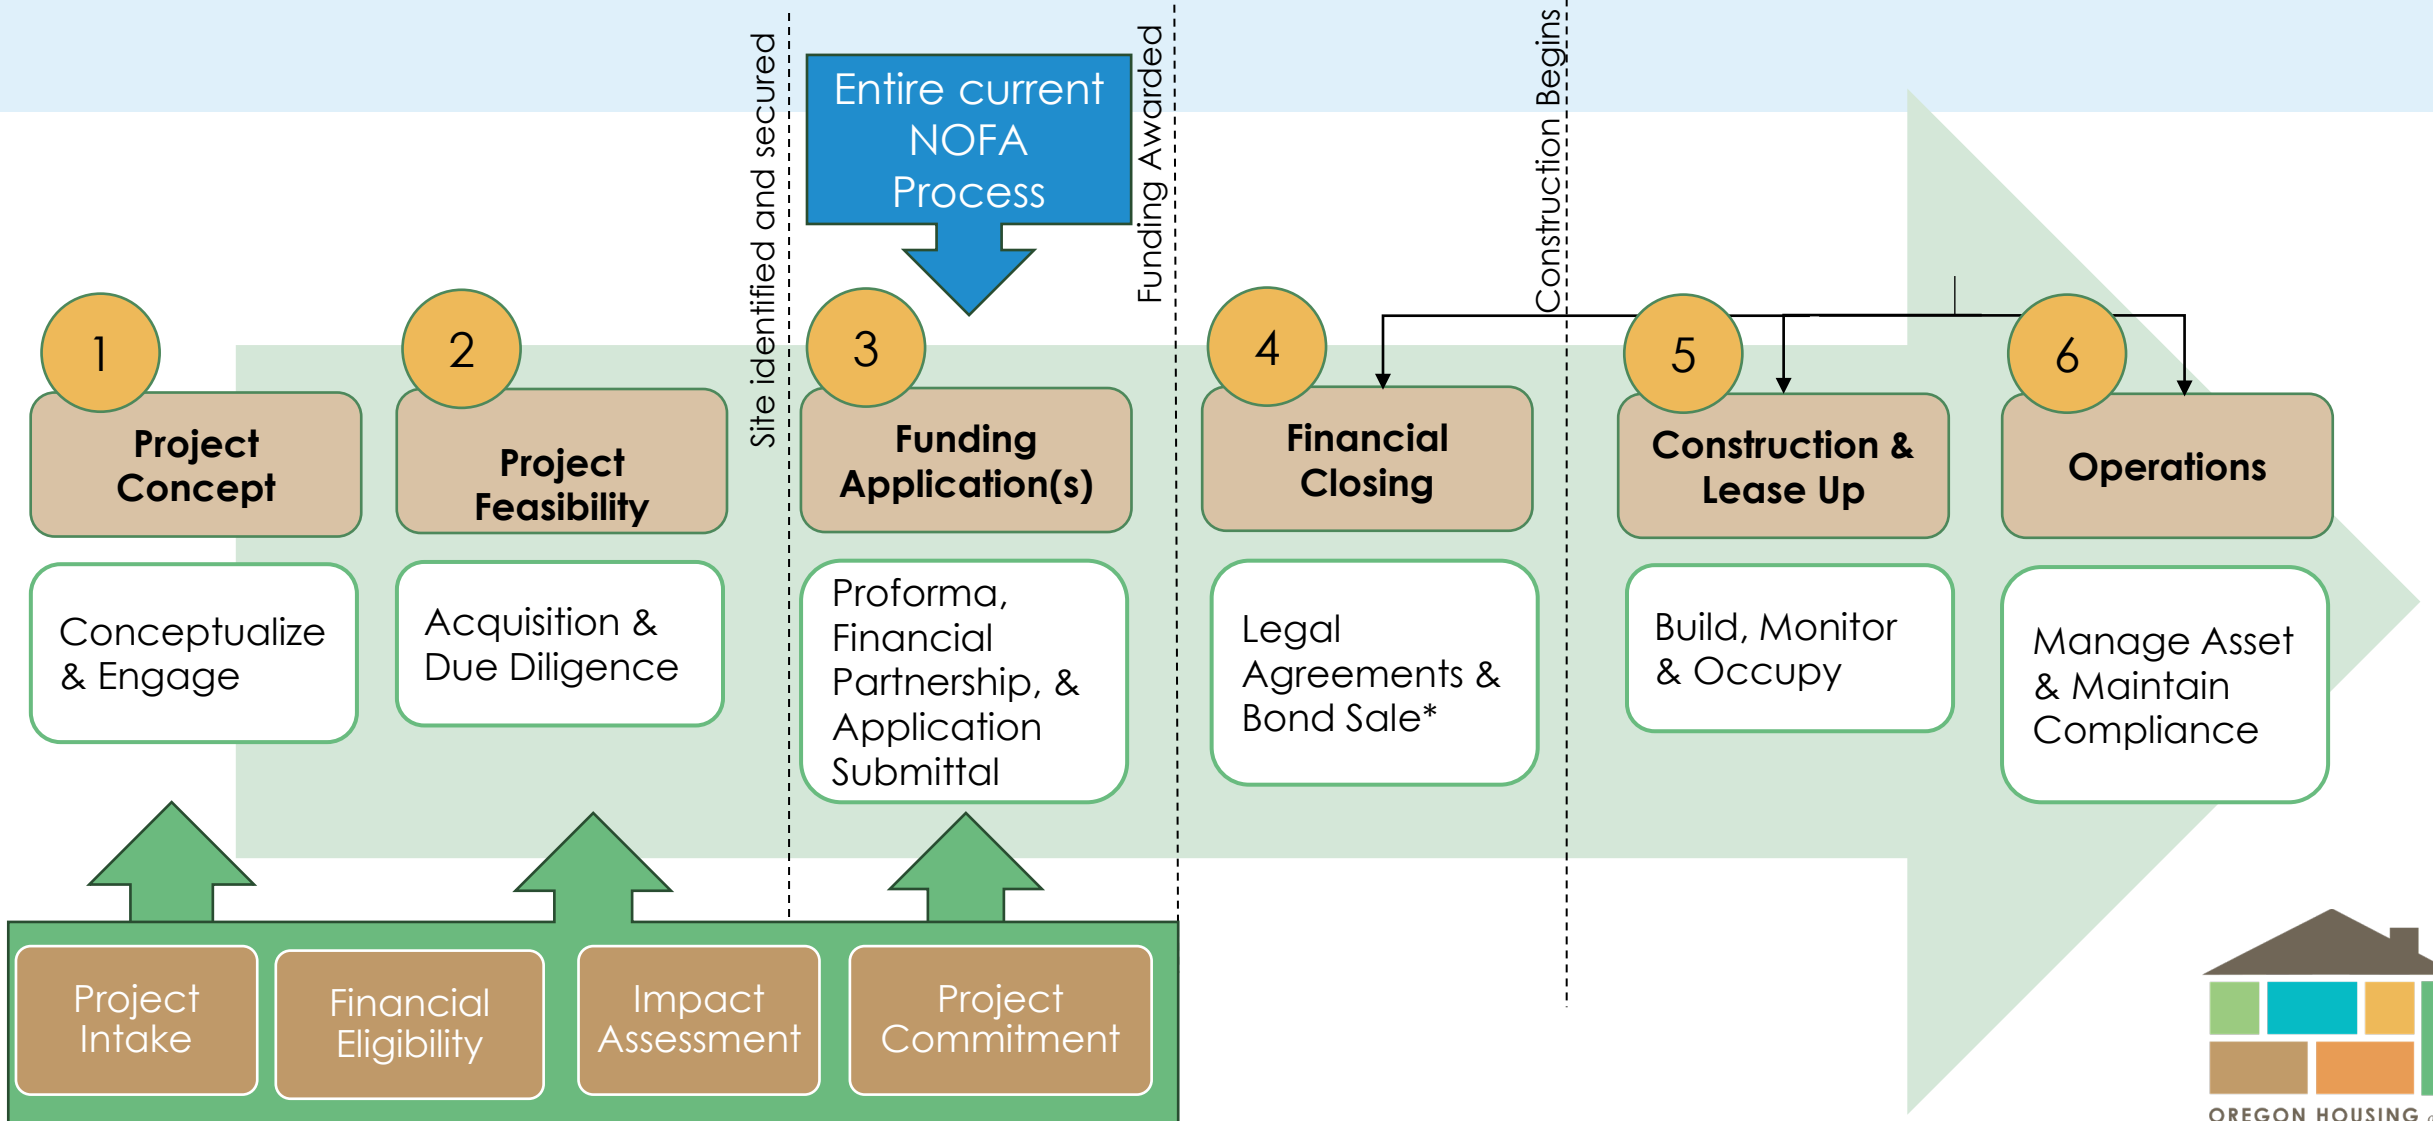 Site identified and secured
Entire current
NOFA
Process
Funding Awarded
Construction Begins
1
Project
Concept
Conceptualize
& Engage
2
Project
Feasibility
Acquisition &
Due Diligence
3
Funding
Application(s)
Proforma,
Financial
Partnership, &
Application
Submittal
4
Financial
Closing
Legal
Agreements &
Bond Sale*
5
Construction &
Lease Up
Build, Monitor
& Occupy
6
Operations
Manage Asset
& Maintain
Compliance
Project
Intake
Financial
Eligibility
Impact
Assessment
Project
Commitment
OREGON HOUSING